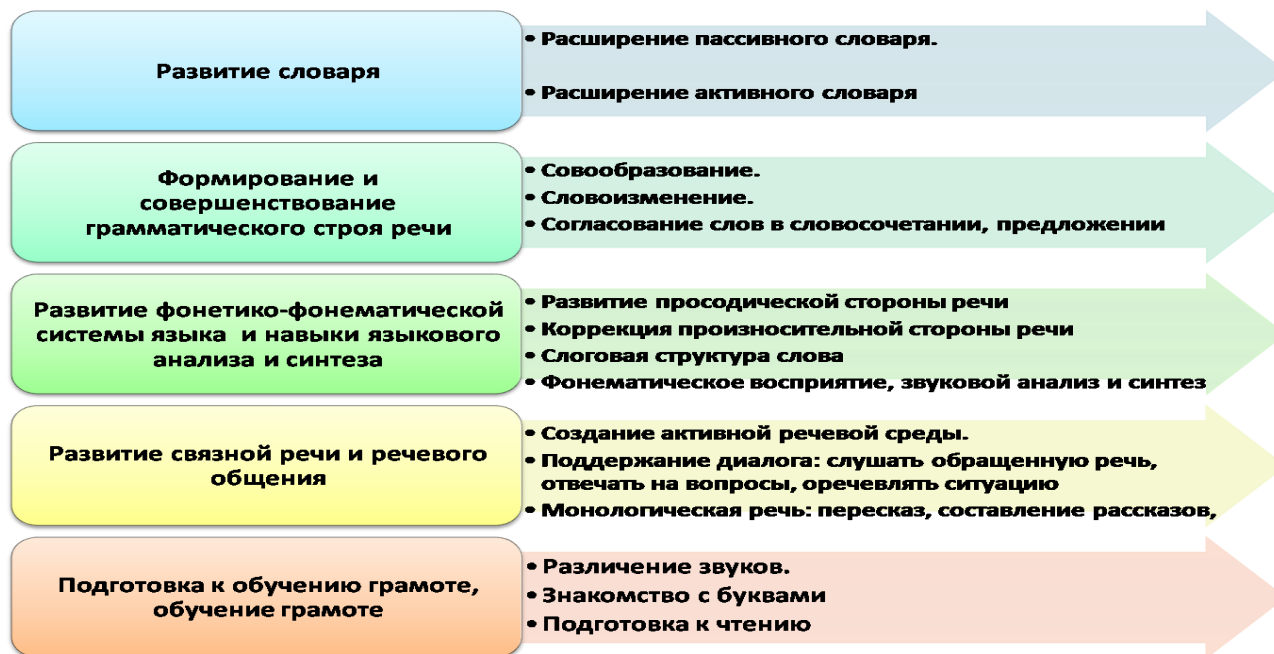 Развитие словаря
• Расширение пассивного словаря.
• Расширение активного словаря
Формирование и
совершенствование
грамматического строя речи
• Совообразование.
• Словоизменение.
• Согласование слов в словосочетании, предложении
Развитие фонетико-фонематической
системы языка и навыки языкового
анализа и синтеза
• Развитие просодической стороны речи
• Коррекция произносительной стороны речи
• Слоговая структура слова
• Фонематическое восприятие, звуковой анализ и синтез
Развитие связной речи и речевого
общения
• Создание активной речевой среды.
• Поддержание диалога: слушать обращенную речь,
отвечать на вопросы, оречевлять ситуацию
• Монологическая речь: пересказ, составление рассказов,
Подготовка к обучению грамоте,
обучение грамоте
• Различение звуков.
• Знакомство с буквами
• Подготовка к чтению